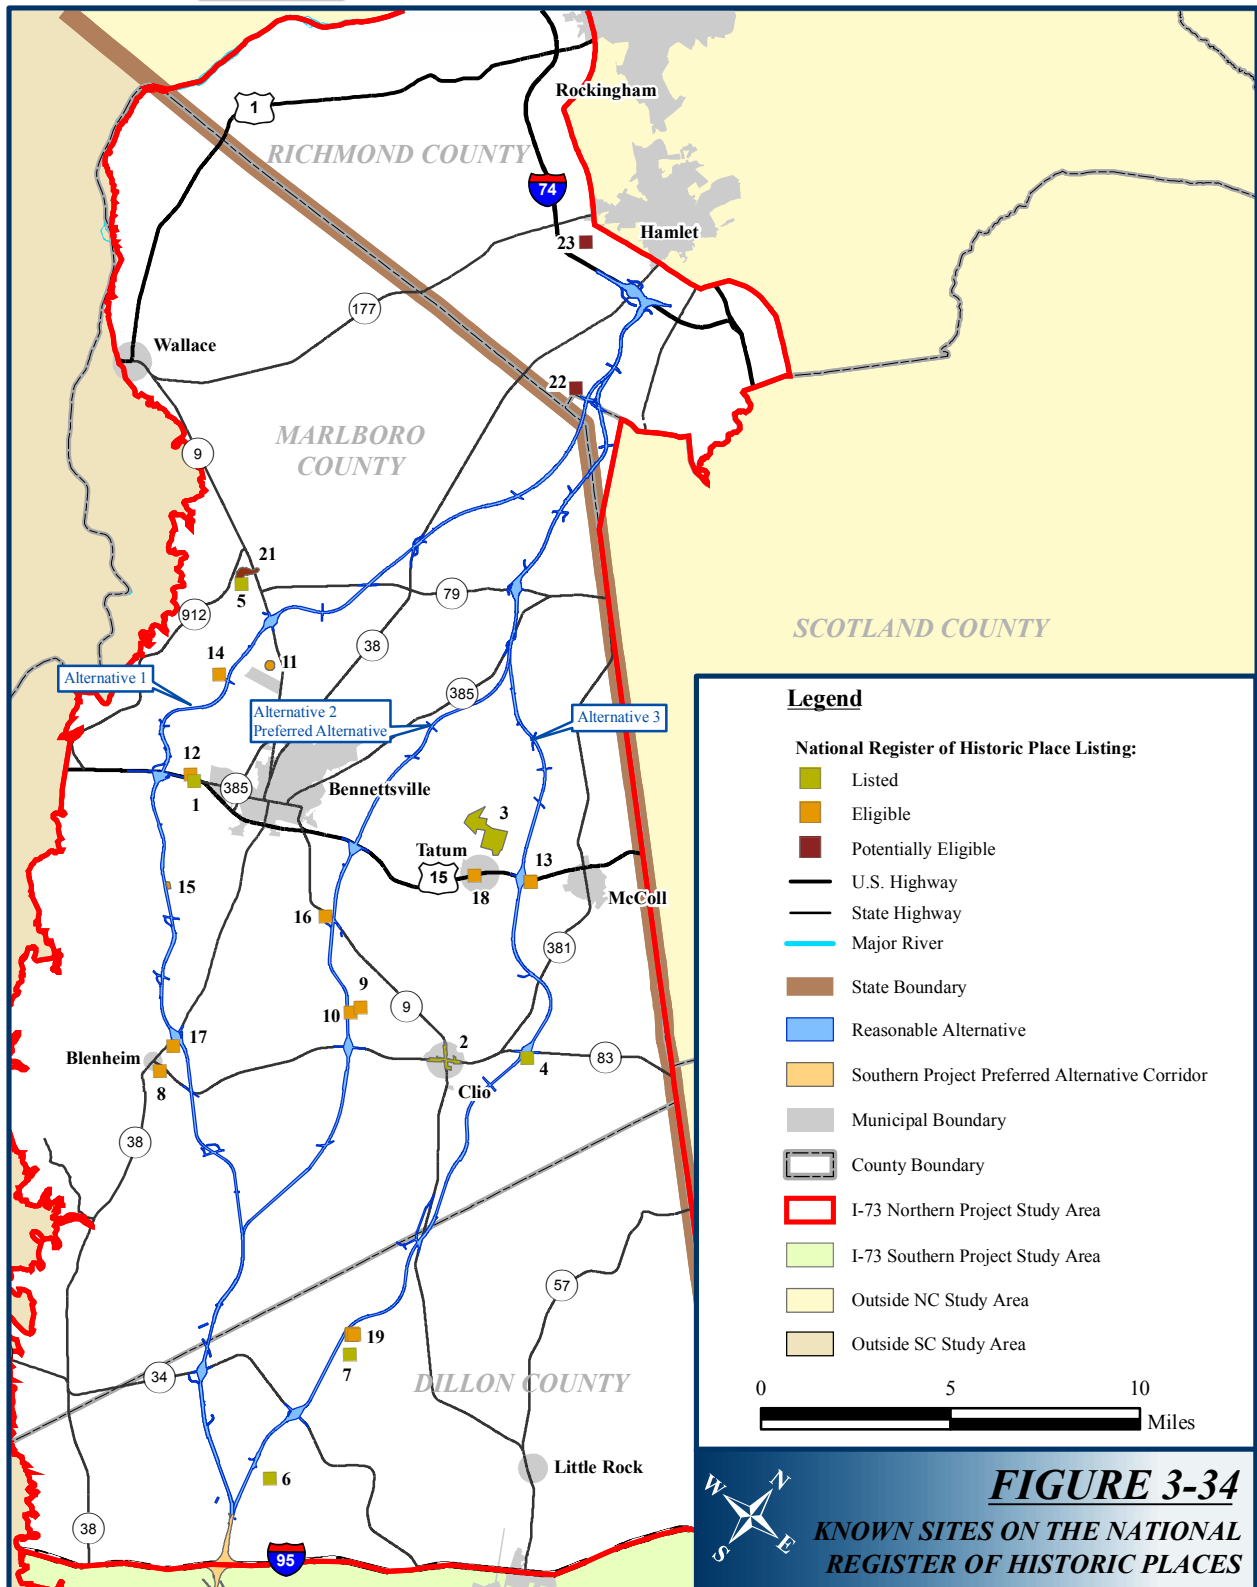 Rockingham
1
RICHMOND COUNTY
74
23
Hamlet
177
Wallace
22
MARLBORO
COUNTY
9
21
5
79
912
38
SCOTLAND COUNTY
14
11
Alternative 1
385
Alternative 2
Preferred Alternative
Alternative 3
12
1
385
Bennettsville
3
Tatum
13
15
18
McColl
15
16
381
9
10
9
17
Blenheim
2
83
8
4
Clio
38
57
19
7
34
DILLON COUNTY
6
Little Rock
38
95
Legend
National Register of Historic Place Listing:
Listed
Eligible
Potentially Eligible
U.S. Highway
State Highway
Major River
State Boundary
Reasonable Alternative
Southern Project Preferred Alternative Corridor
Municipal Boundary
County Boundary
I-73 Northern Project Study Area
I-73 Southern Project Study Area
Outside NC Study Area
Outside SC Study Area
0 5 10
Miles
W N
S E
FIGURE 3-34
KNOWN SITES ON THE NATIONAL
REGISTER OF HISTORIC PLACES